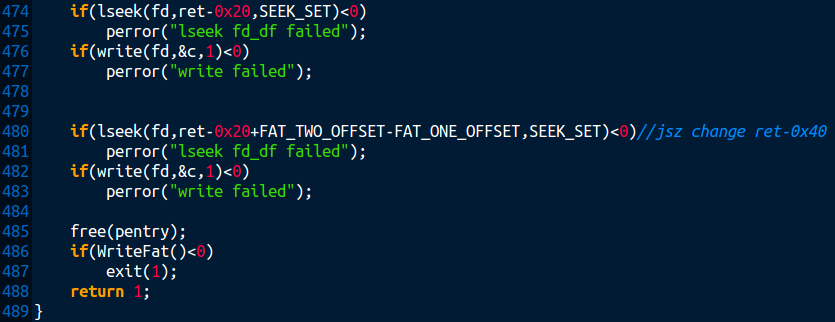 474     if(lseek(fd,ret-0x20,SEEK_SET)<0)
475         perror("lseek fd_df failed");
476     if(write(fd,&c,1)<0)
477         perror("write failed");
478
479
480     if(lseek(fd,ret-0x20+FAT_TWO_OFFSET-FAT_ONE_OFFSET,SEEK_SET)<0)//jsz change ret-0x40
481         perror("lseek fd_df failed");
482     if(write(fd,&c,1)<0)
483         perror("write failed");
484
485     free(pentry);
486     if(WriteFat()<0)
487         exit(1);
488     return 1;
489 }